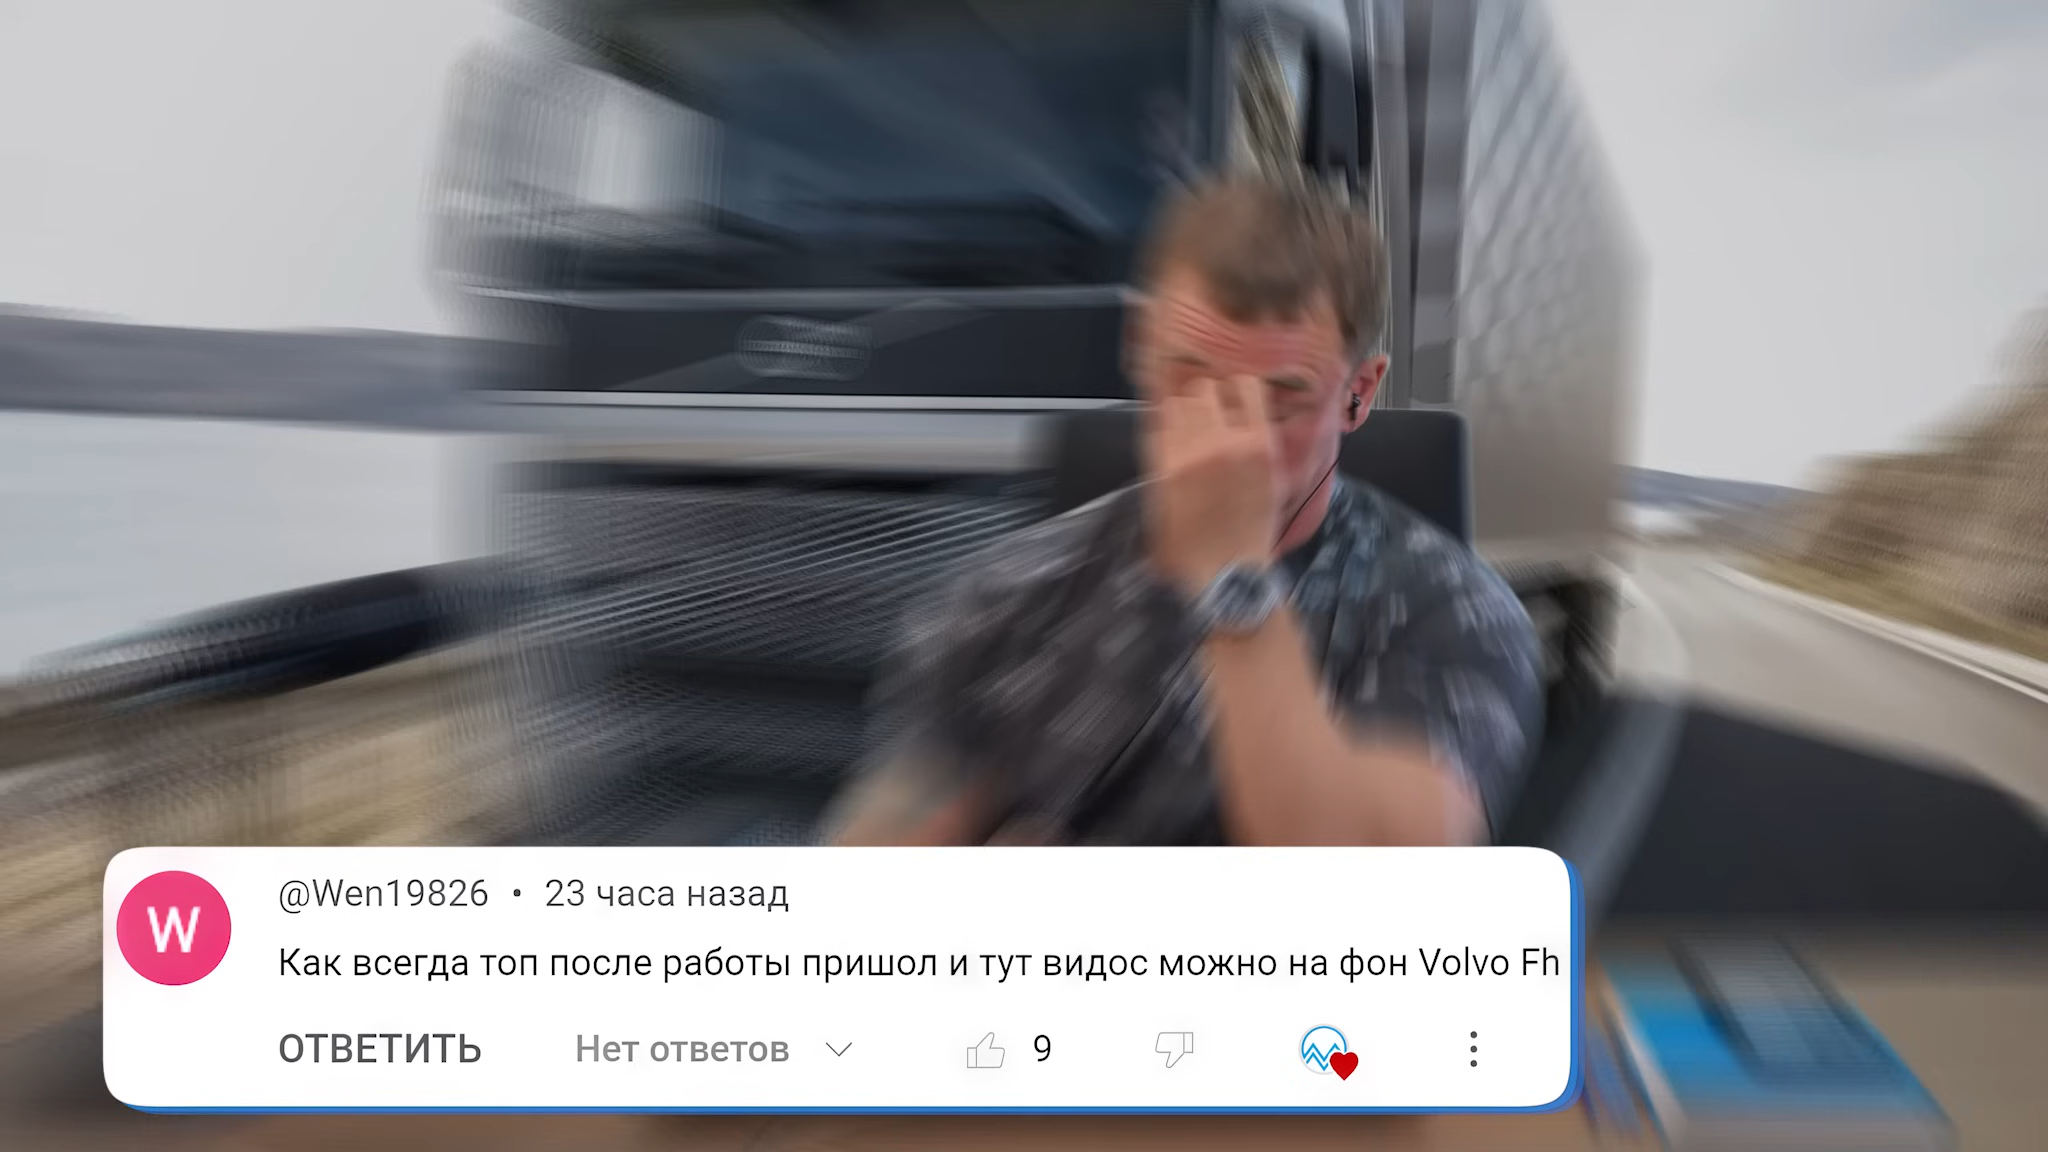 W
@Wen19826 • 23 часа назад
Как всегда топ после работы пришол и тут видос можно на фон Volvo Fh
ОТВЕТИТЬ Нет ответов 9